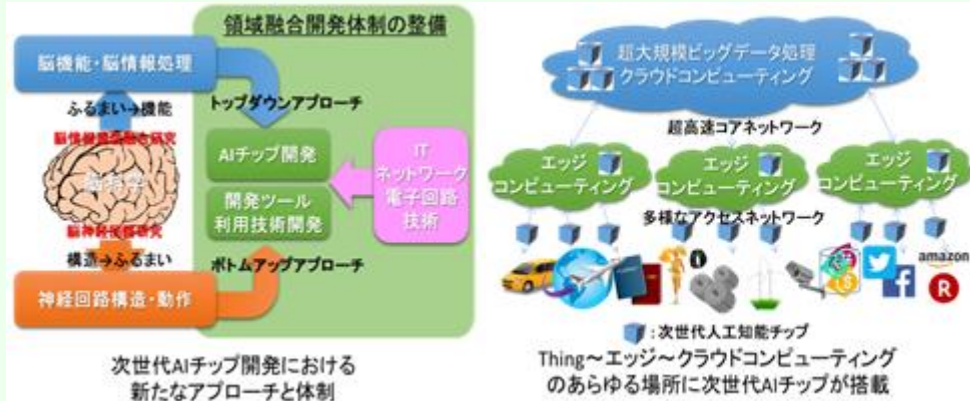 領域融合開発体制の整備
脳機能・脳情報処理
ふるまい→機能
トップダウンアプローチ
AIチップ開発
開発ツール
利用技術開発
IT
ネットワーク
電子回路
技術
構造→ふるまい
ボトムアップアプローチ
神経回路構造・動作
次世代AIチップ開発における
新たなアプローチと体制
超大規模ビッグデータ処理
クラウドコンピューティング
超高速コアネットワーク
エッジ
コンピューティング
エッジ
コンピューティング
エッジ
コンピューティング
多様なアクセスネットワーク
amazon
R
:次世代人工知能チップ
Thing~エッジ~クラウドコンピューティング
のあらゆる場所に次世代AIチップが搭載